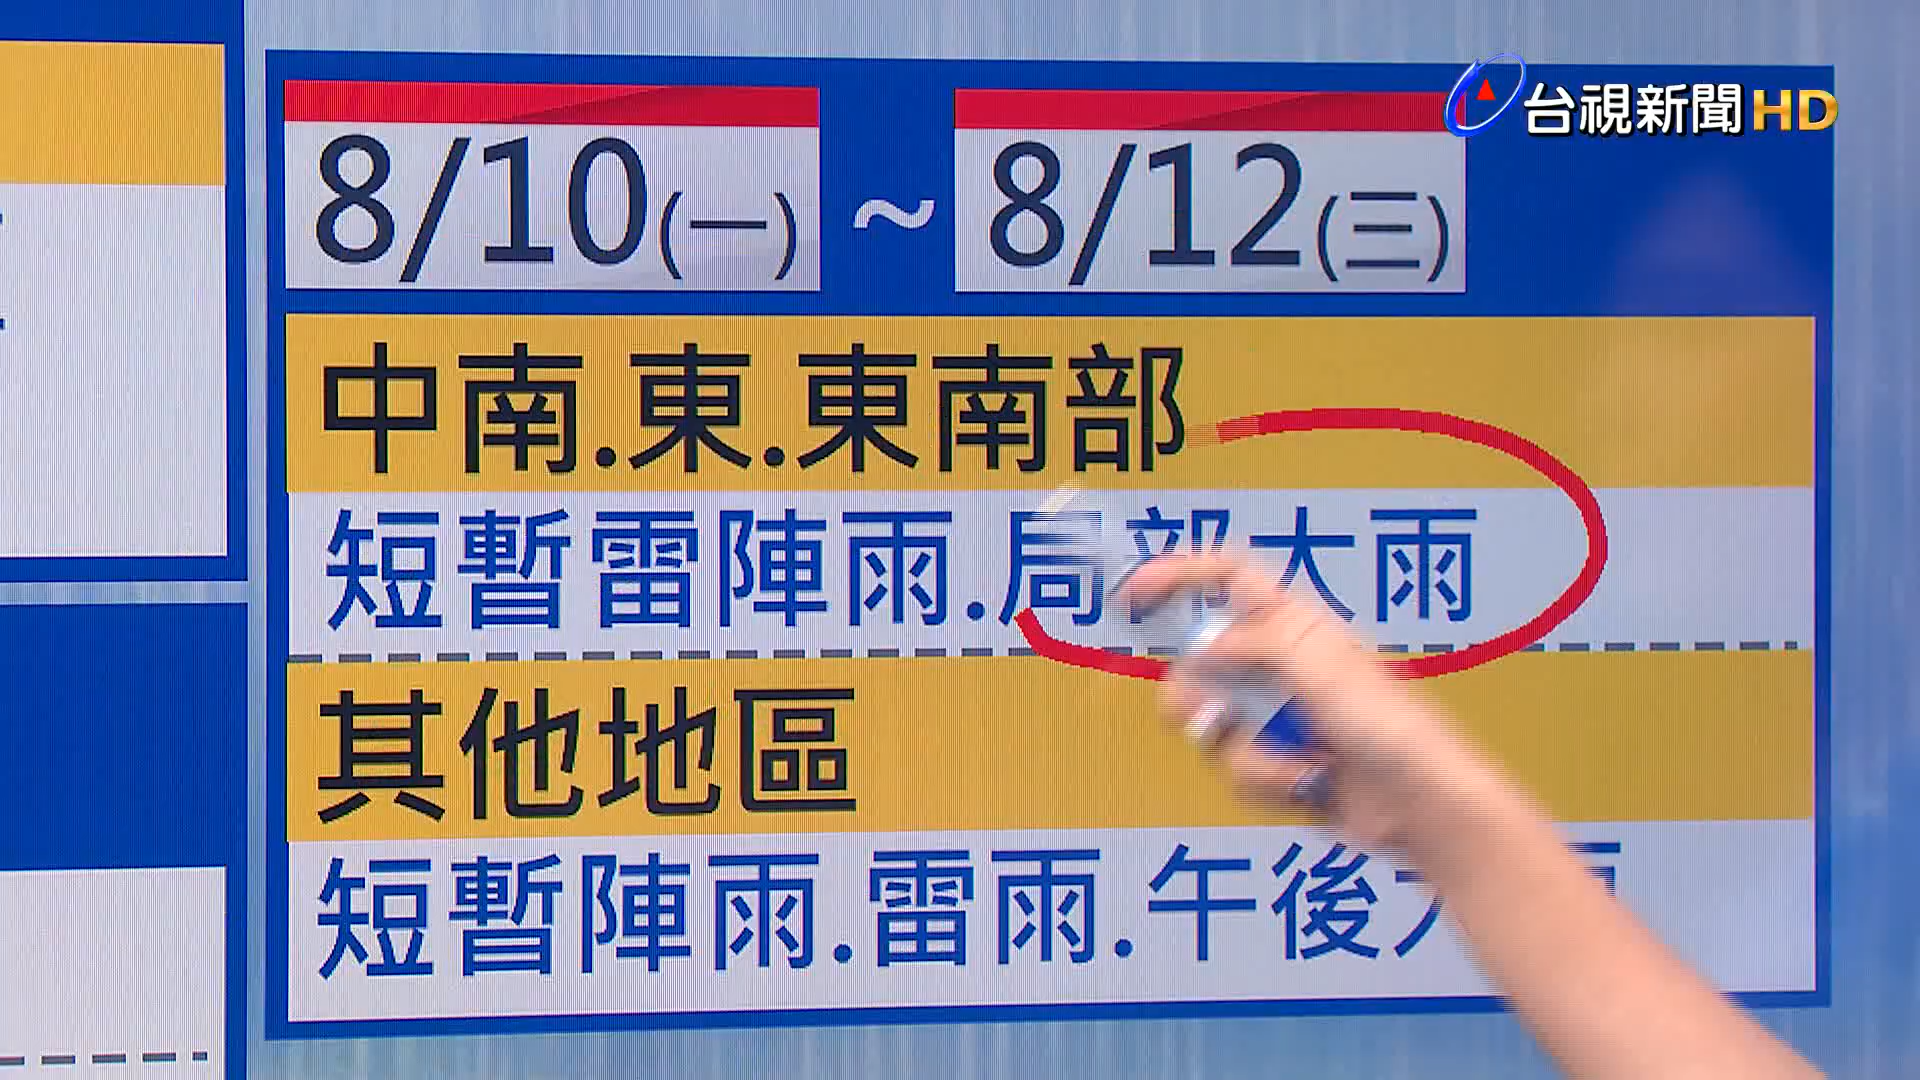 台視新聞HD
8/10(一) ~ 8/12(三)
中南.東.東南部
短暫雷陣雨.局部大雨
其他地區
短暫陣雨.雷雨.午後大雨